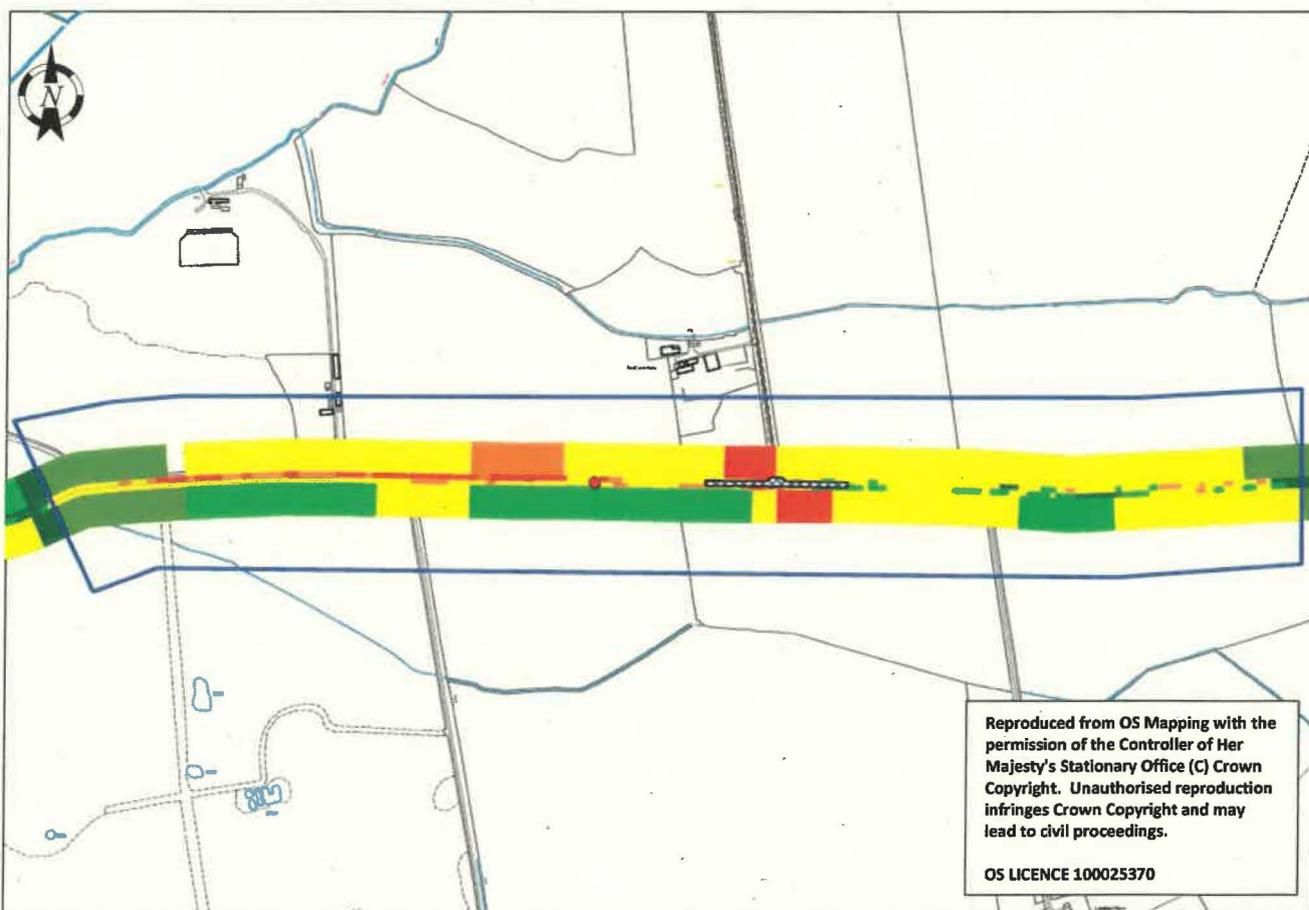 N
Reproduced from OS Mapping with the
permission of the Controller of Her
Majesty's Stationary Office (C) Crown
Copyright. Unauthorised reproduction
infringes Crown Copyright and may
lead to civil proceedings.
OS LICENCE 100025370